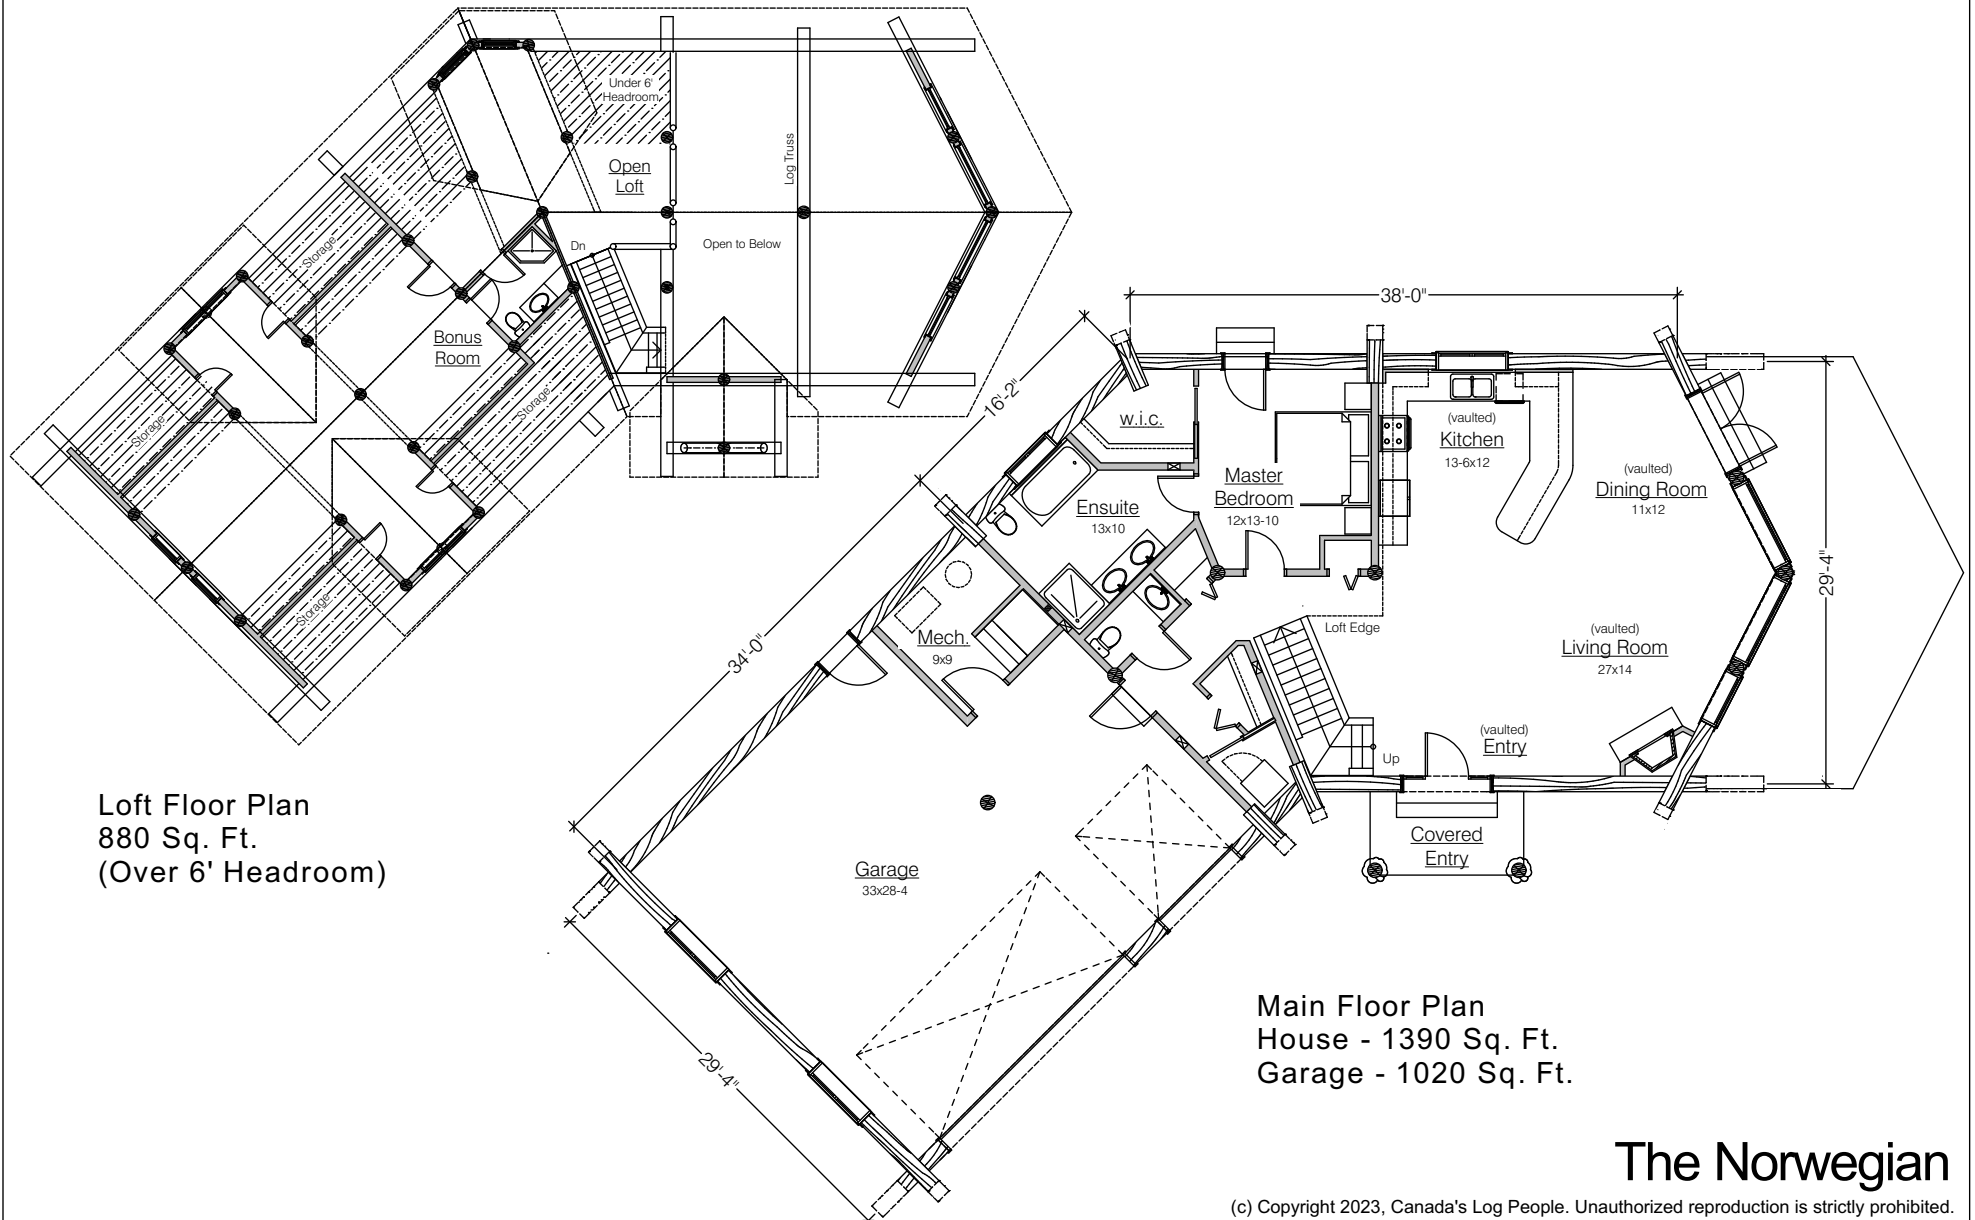 Under 6'
Headroom
Open
Loft
Log Truss
Open to Below
Dn
Storage
Bonus
Room
Storage
Storage
Storage
Loft Floor Plan
880 Sq. Ft.
(Over 6' Headroom)
38'-0"
16'-2"
34'-0"
29'-4"
29'-4"
w.i.c.
Master
Bedroom
12x13-10
Ensuite
13x10
(vaulted)
Kitchen
13-6x12
(vaulted)
Dining Room
11x12
Loft Edge
(vaulted)
Living Room
27x14
Mech.
9x9
(vaulted)
Entry
Up
Covered
Entry
Garage
33x28-4
Main Floor Plan
House - 1390 Sq. Ft.
Garage - 1020 Sq. Ft.
The Norwegian
(c) Copyright 2023, Canada's Log People. Unauthorized reproduction is strictly prohibited.